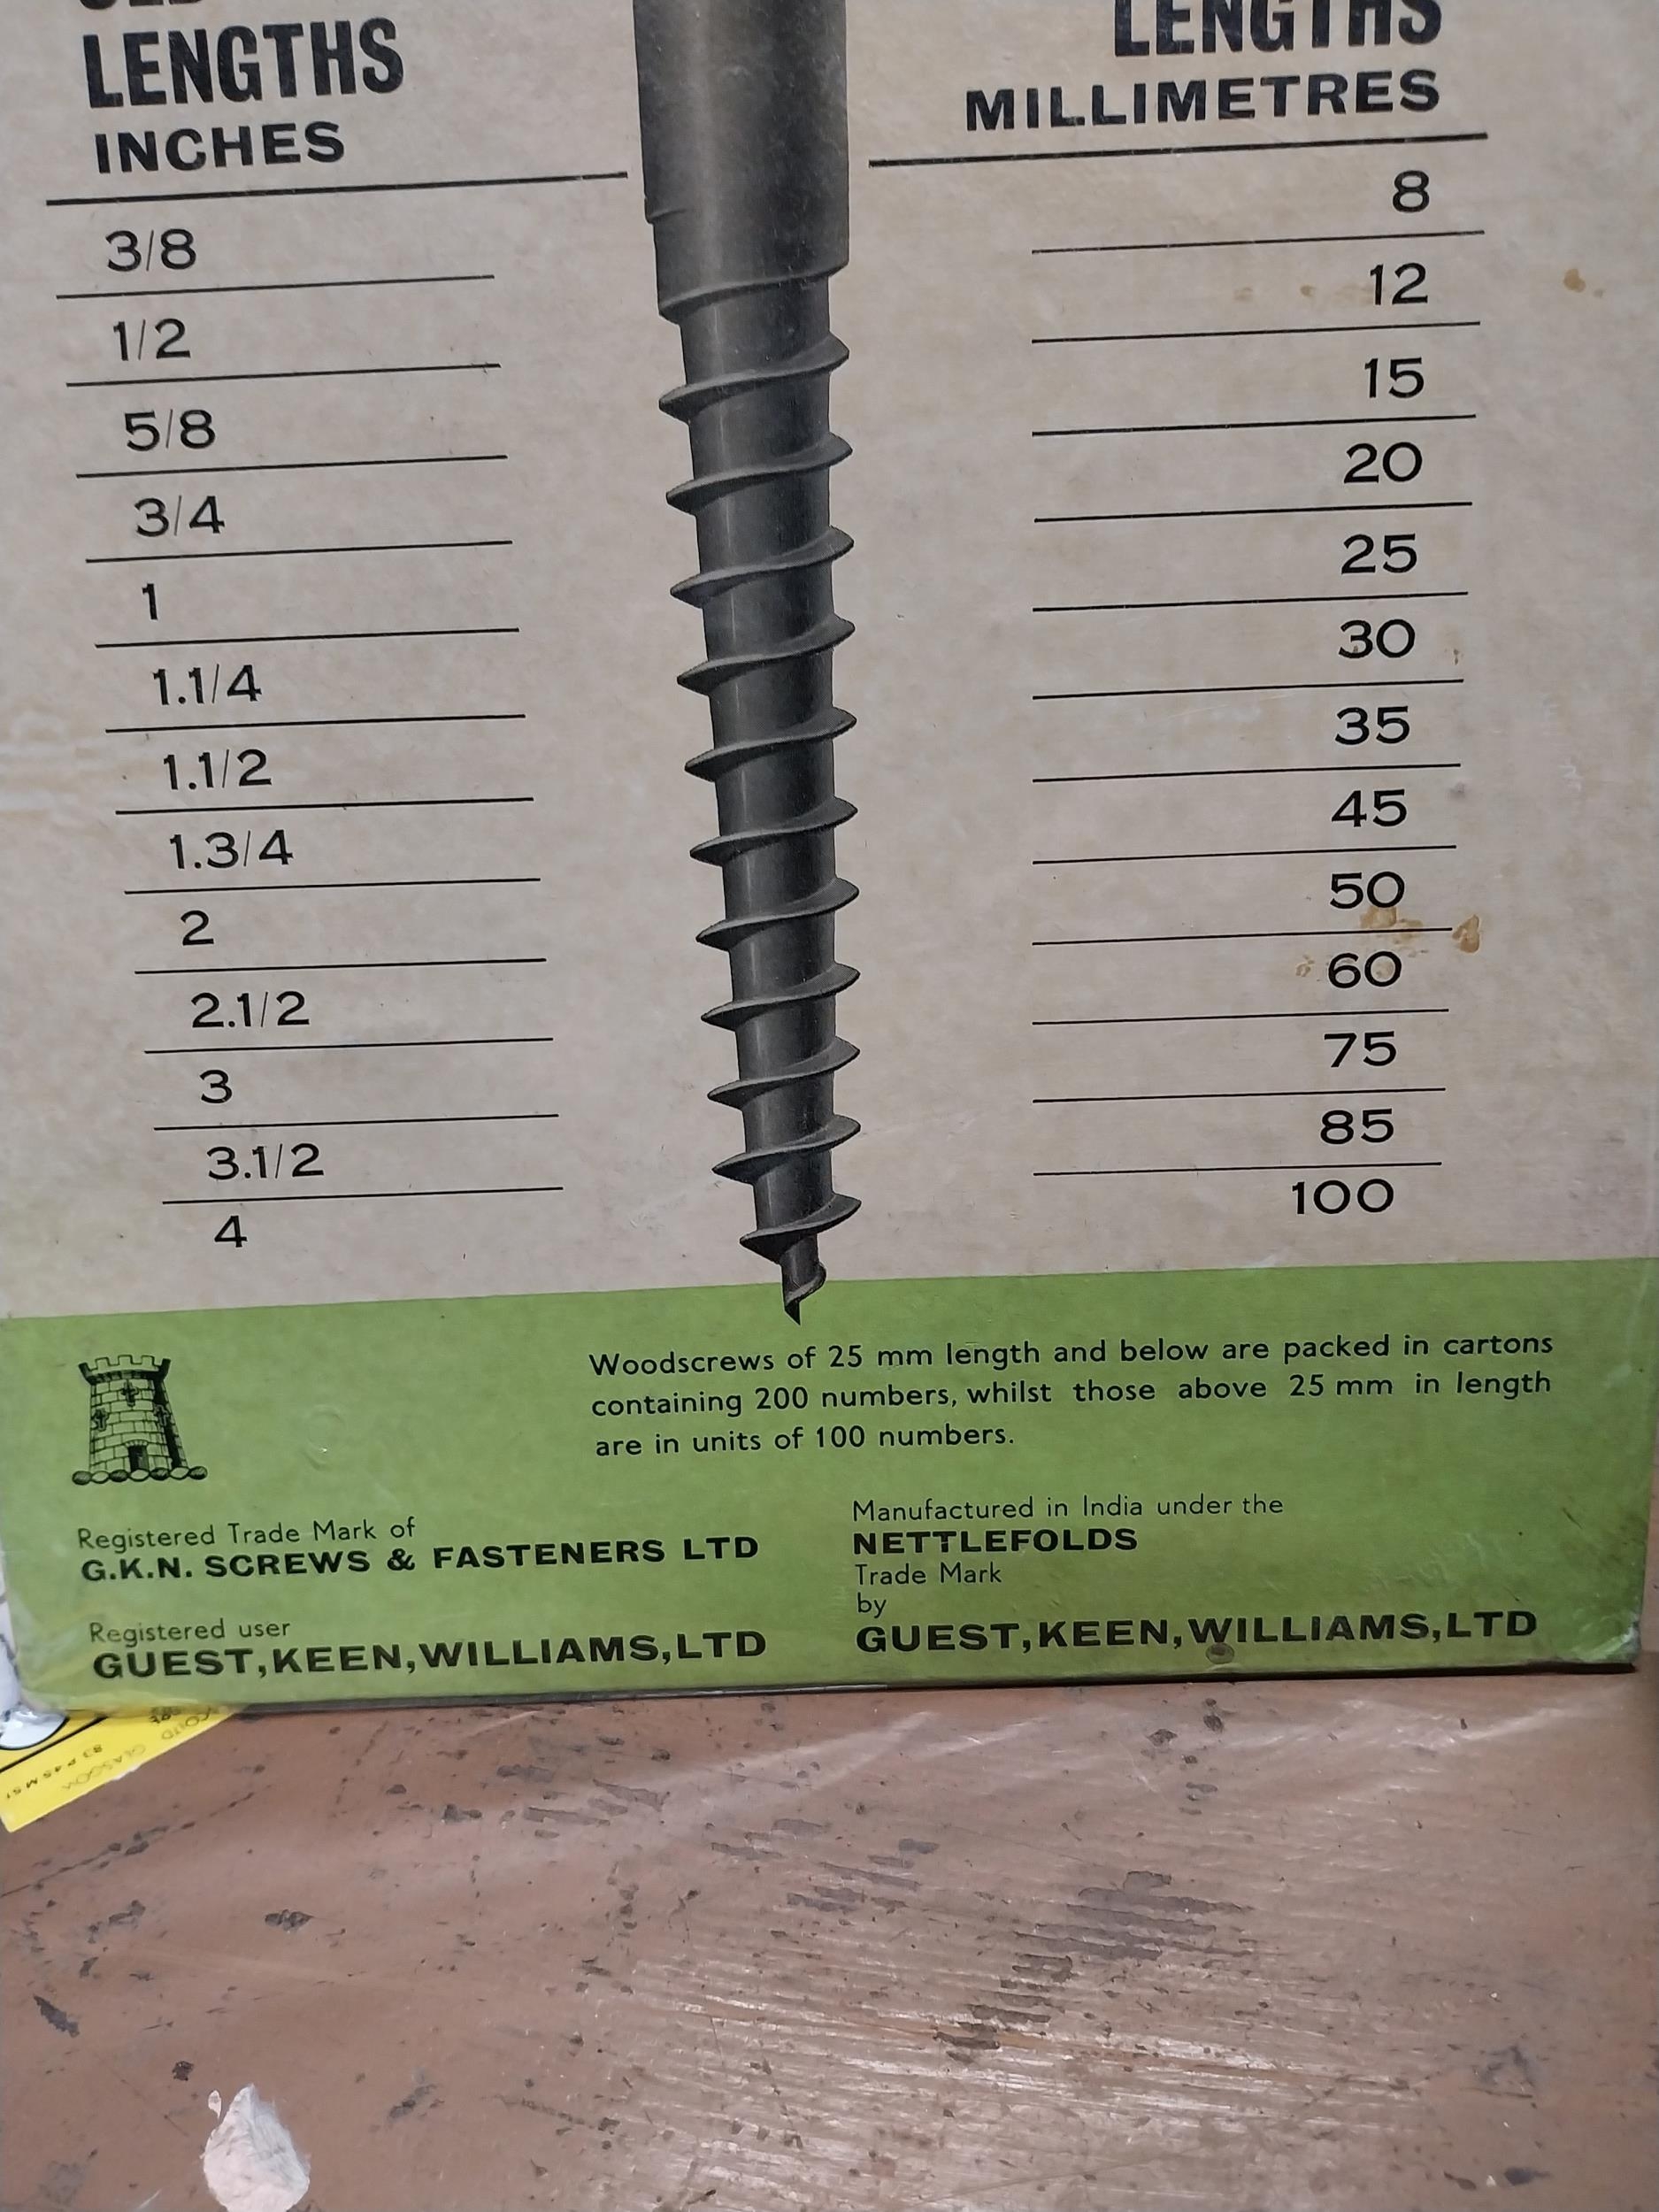 OLD
LENGTHS
INCHES
3/8
1/2
5/8
3/4
1
1.1/4
1.1/2
1.3/4
2
2.1/2
3
3.1/2
4
LENGTHS
MILLIMETRES
8
12
15
20
25
30
35
45
50
60
75
85
100
Woodscrews of 25 mm length and below are packed in cartons
containing 200 numbers, whilst those above 25 mm in length
are in units of 100 numbers.
Registered Trade Mark of
G.K.N. SCREWS & FASTENERS LTD
Registered user
GUEST,KEEN,WILLIAMS,LTD
Manufactured in India under the
NETTLEFOLDS
Trade Mark
by
GUEST,KEEN,WILLIAMS,LTD
GLASGOW